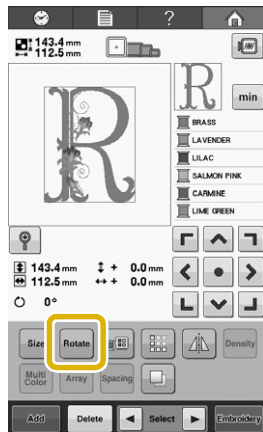 ?
143.4 mm
112.5 mm
R
R
min
BRASS
LAVENDER
LILAC
SALMON PINK
CARMINE
LIME GREEN
143.4 mm + 0.0 mm
112.5 mm + 0.0 mm
0°
Size Rotate Density
Multi Color Array Spacing
Add Delete Select Embroidery